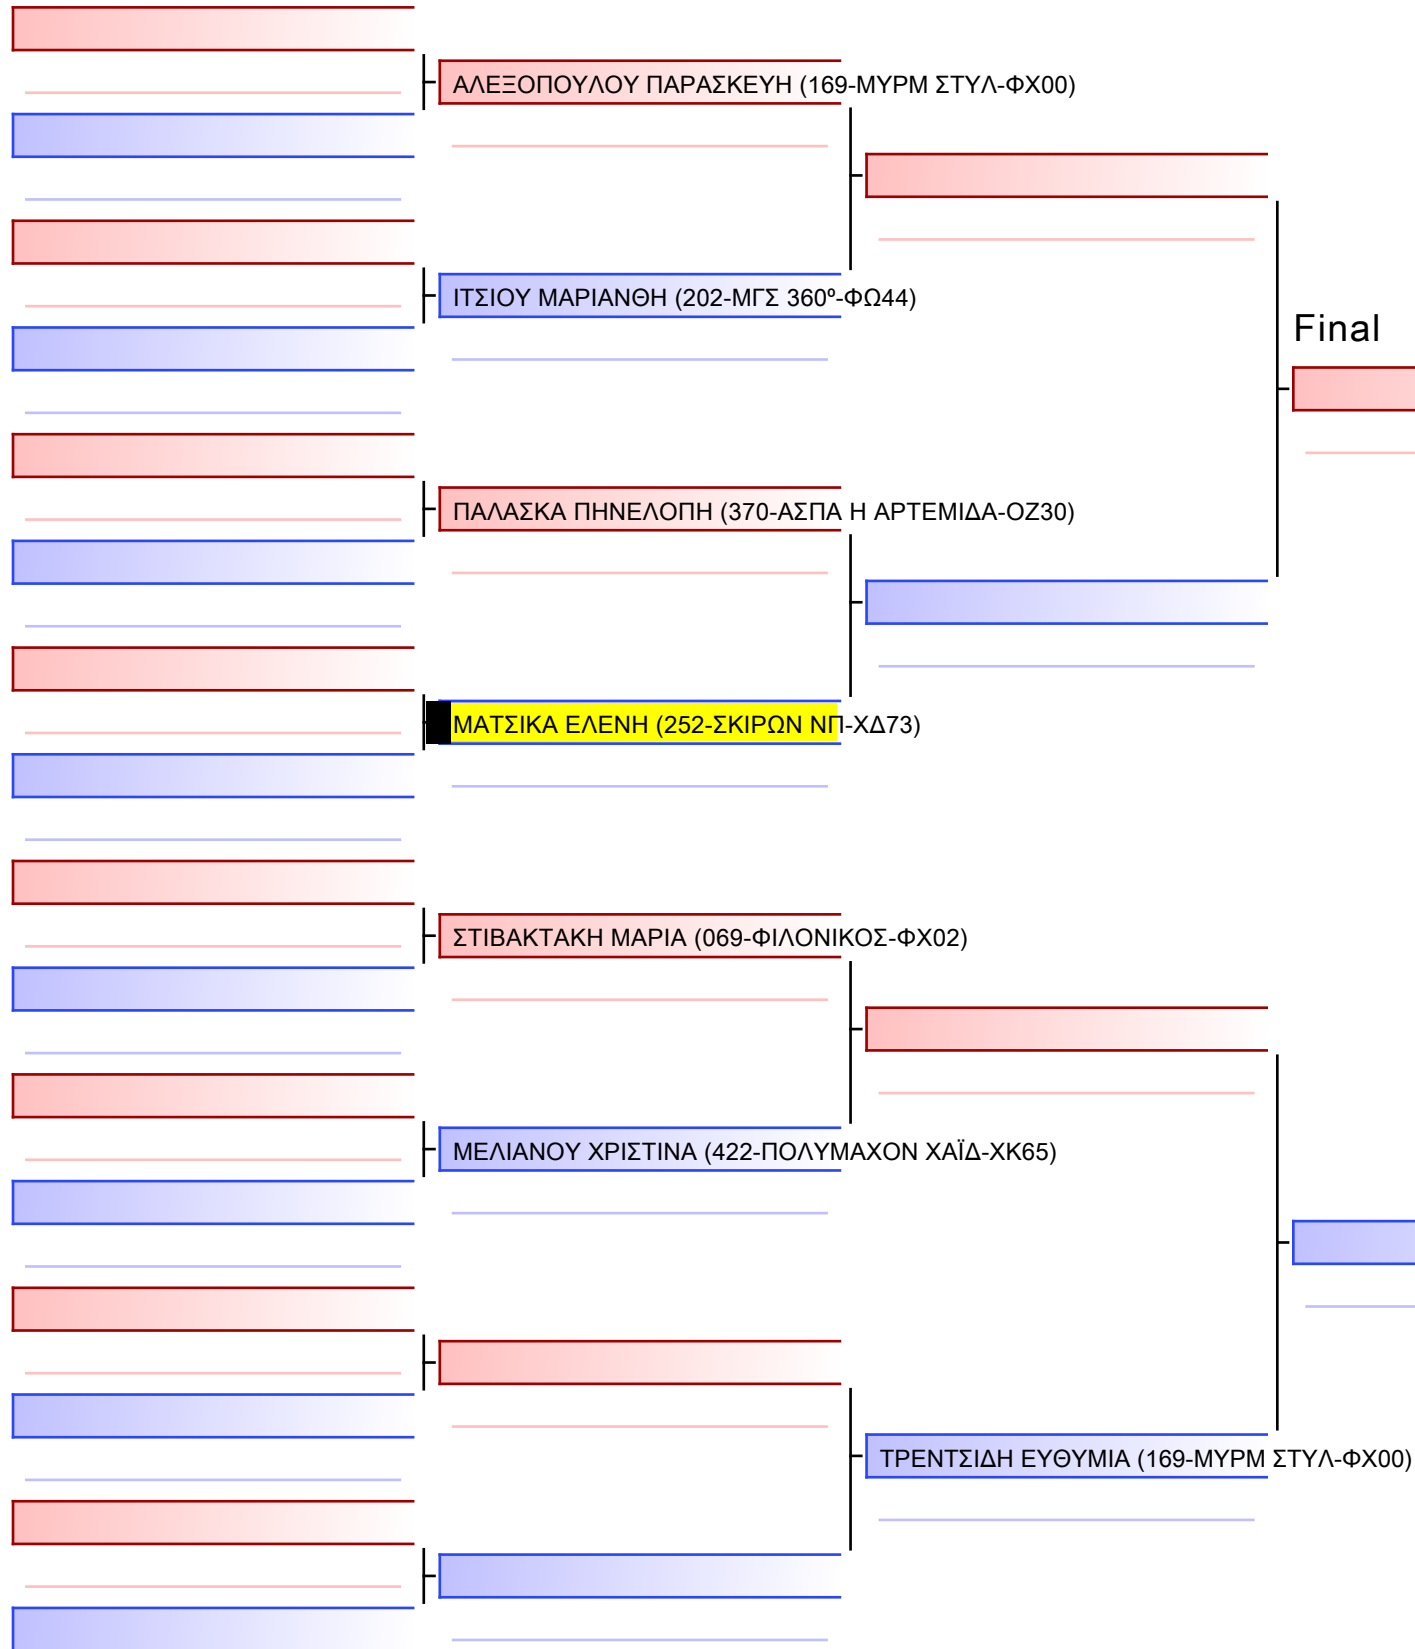 ΑΛΕΞΟΠΟΥΛΟΥ ΠΑΡΑΣΚΕΥΗ (169-ΜΥΡΜ ΣΤΥΛ-ΦΧ00)
ΙΤΣΙΟΥ ΜΑΡΙΑΝΘΗ (202-ΜΓΣ 360º-ΦΩ44)
Final
ΠΑΛΑΣΚΑ ΠΗΝΕΛΟΠΗ (370-ΑΣΠΑ Η ΑΡΤΕΜΙΔΑ-ΟΖ30)
ΜΑΤΣΙΚΑ ΕΛΕΝΗ (252-ΣΚΙΡΩΝ ΝΠ-ΧΔ73)
ΣΤΙΒΑΚΤΑΚΗ ΜΑΡΙΑ (069-ΦΙΛΟΝΙΚΟΣ-ΦΧ02)
ΜΕΛΙΑΝΟΥ ΧΡΙΣΤΙΝΑ (422-ΠΟΛΥΜΑΧΟΝ ΧΑΪΔ-ΧΚ65)
ΤΡΕΝΤΣΙΔΗ ΕΥΘΥΜΙΑ (169-ΜΥΡΜ ΣΤΥΛ-ΦΧ00)